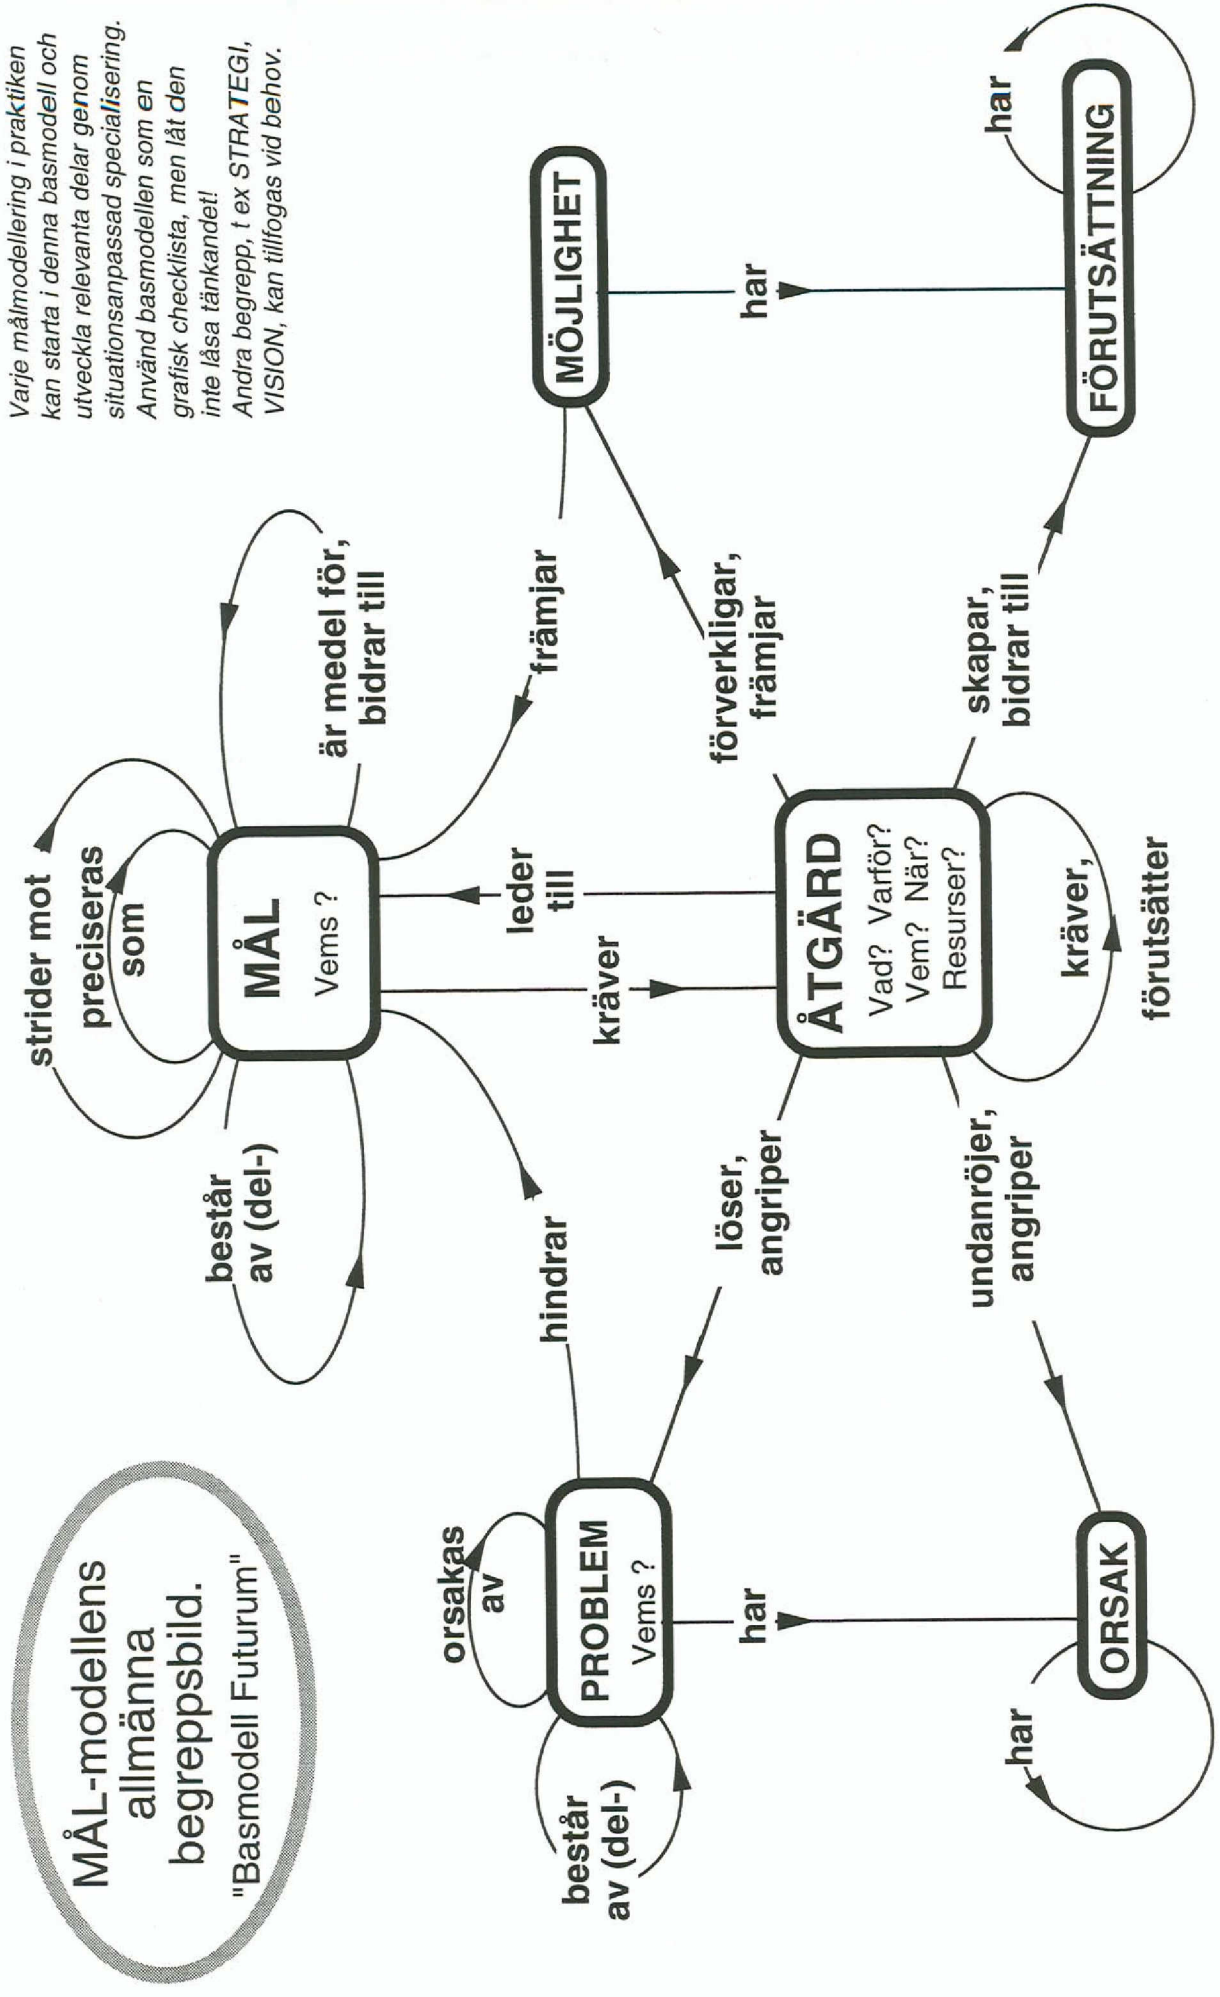 MÅL-modellens
allmänna
begreppsbild.
"Basmodell Futurum"
Varje målmodellering i praktiken
kan starta i denna basmodell och
utveckla relevanta delar genom
situationsanpassad specialisering.
Använd basmodellen som en
grafisk checklista, men låt den
inte låsa tänkandet!
Andra begrepp, t ex STRATEGI,
VISION, kan tillfogas vid behov.
strider mot
preciseras
som
består
av (del-)
MÅL
Vems ?
är medel för,
bidrar till
hindrar
kräver
leder
till
främjar
orsakas
av
PROBLEM
Vems ?
består
av (del-)
MÖJLIGHET
löser,
angriper
förverkligar,
främjar
har
har
ÅTGÄRD
Vad? Varför?
Vem? När?
Resurser?
undanröjer,
angriper
skapar,
bidrar till
kräver,
förutsätter
har
ORSAK
har
FÖRUTSÄTTNING